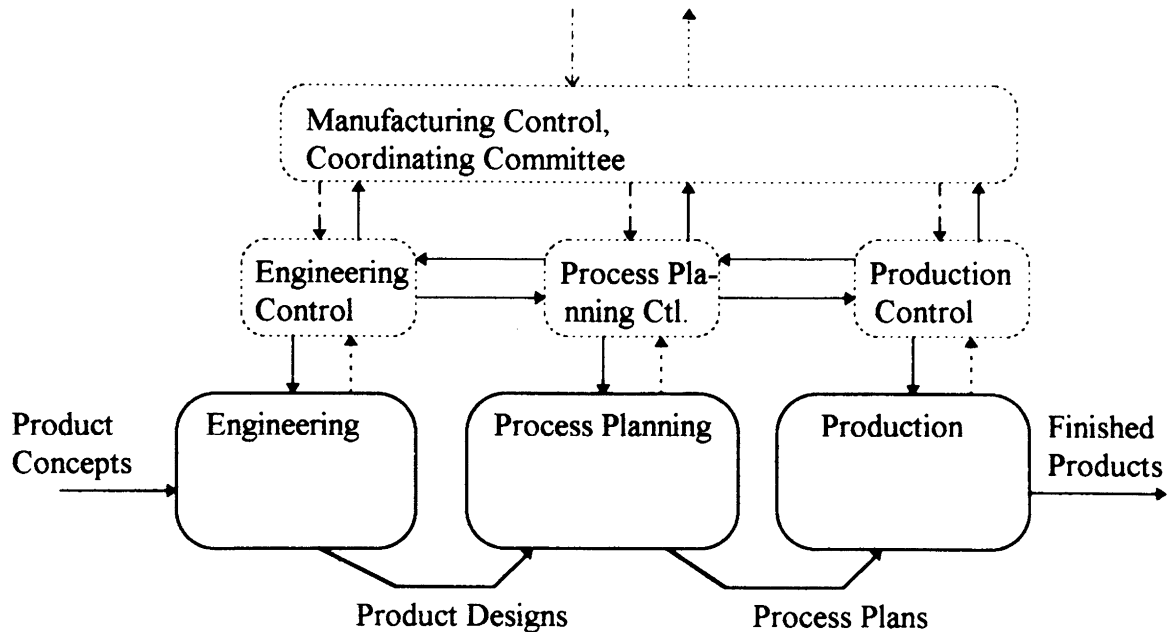 Manufacturing Control,
Coordinating Committee
Engineering
Control
Process Pla-
nning Ctl.
Production
Control
Product
Concepts
Engineering
Process Planning
Production
Finished
Products
Product Designs
Process Plans